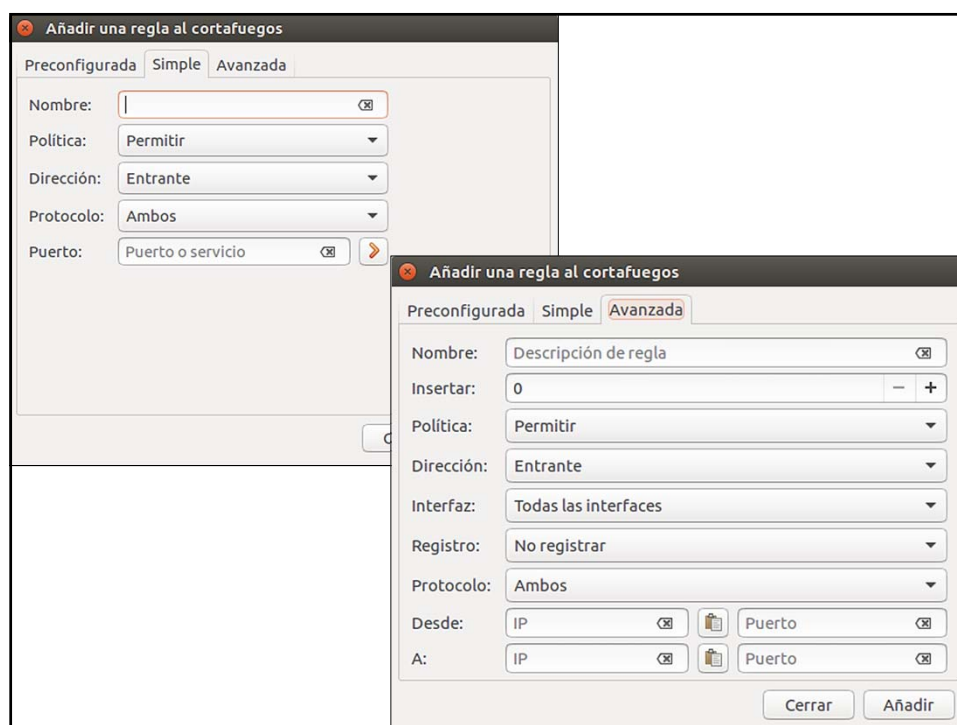 Añadir una regla al cortafuegos
Preconfigurada Simple Avanzada
Nombre:
Política: Permitir
Dirección: Entrante
Protocolo: Ambos
Puerto: Puerto o servicio
Añadir una regla al cortafuegos
Preconfigurada Simple Avanzada
Nombre: Descripción de regla
Insertar: 0
Política: Permitir
Dirección: Entrante
Interfaz: Todas las interfaces
Registro: No registrar
Protocolo: Ambos
Desde: IP Puerto
A: IP Puerto
Cerrar Añadir